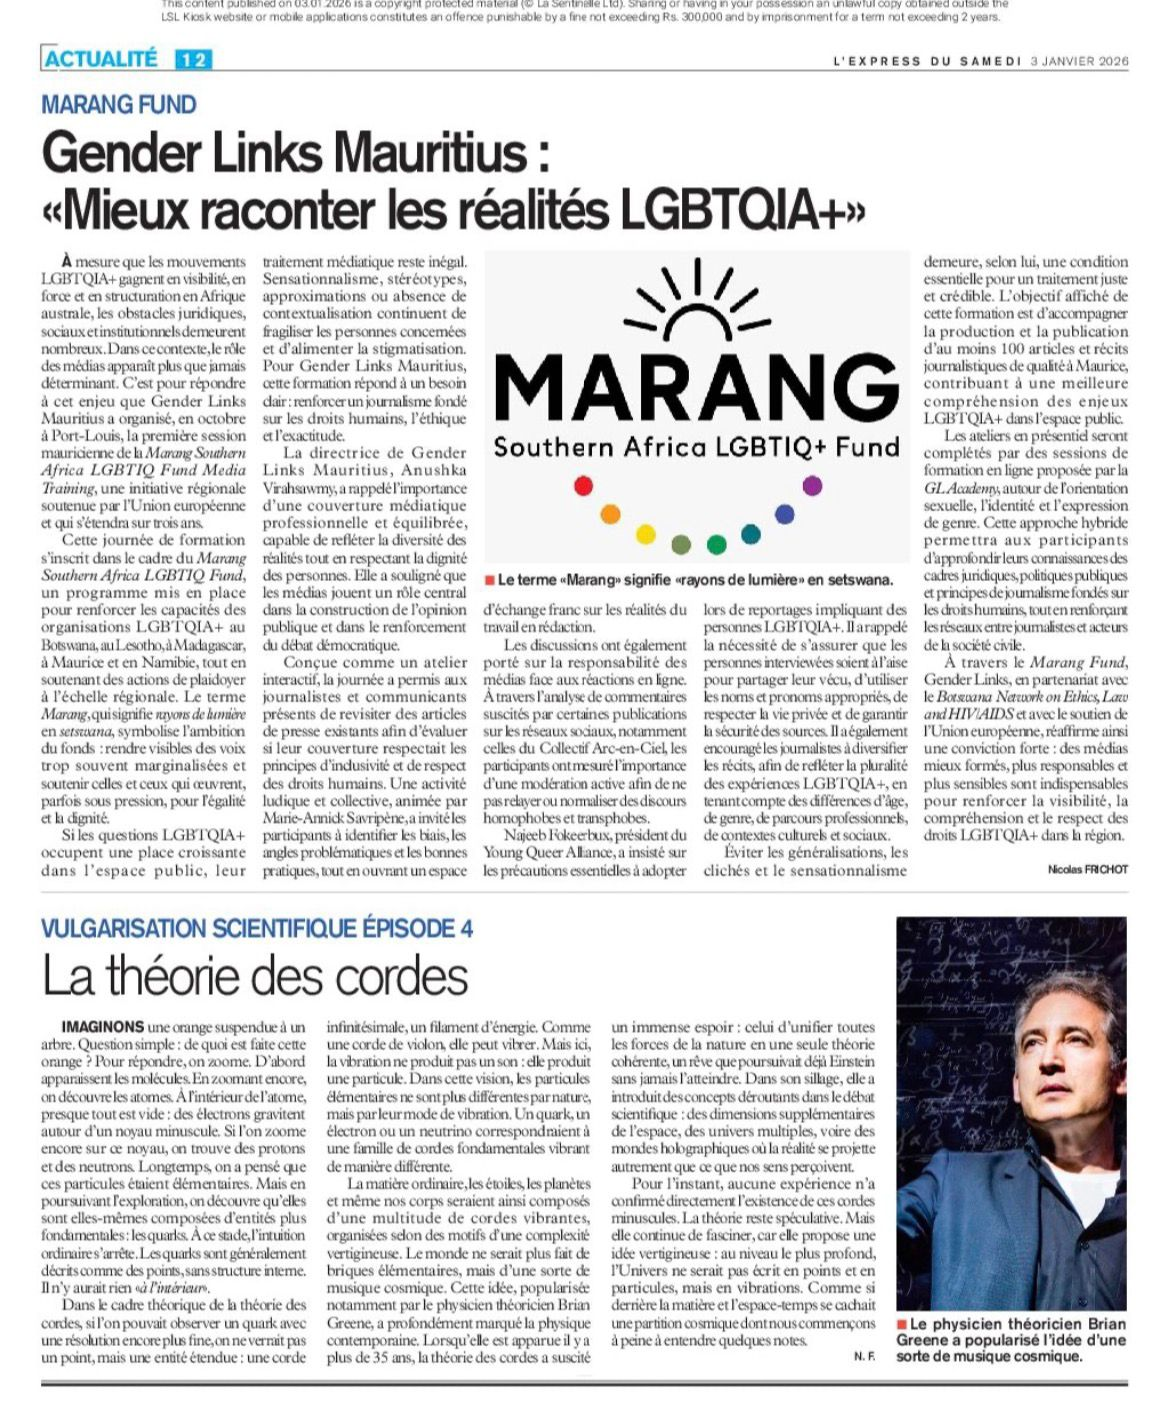 This content published on 03.01.2026 is a copyright protected material (© La Sentinelle Ltd). Sharing or having in your possession an unlawful copy obtained outside the
LSL Kiosk website or mobile applications constitutes an offence punishable by a fine not exceeding Rs. 300,000 and by imprisonment for a term not exceeding 2 years.
ACTUALITÉ 12
L'EXPRESS DU SAMEDI 3 JANVIER 2026
MARANG FUND
Gender Links Mauritius :
«Mieux raconter les réalités LGBTQIA+»
À mesure que les mouvements
LGBTQIA+ gagnent en visibilité, en
force et en structuration en Afrique
australe, les obstacles juridiques,
sociaux et institutionnels demeurent
nombreux. Dans ce contexte, le rôle
des médias apparaît plus que jamais
déterminant. C'est pour répondre
à cet enjeu que Gender Links
Mauritius a organisé, en octobre
à Port-Louis, la première session
mauricienne de la Marang Southern
Africa LGBTIQ Fund Media
Training, une initiative régionale
soutenue par l'Union européenne
et qui s'étendra sur trois ans.
Cette journée de formation
s'inscrit dans le cadre du Marang
Southern Africa LGBTIQ Fund,
un programme mis en place
pour renforcer les capacités des
organisations LGBTQIA+ au
Botswana, au Lesotho, à Madagascar,
à Maurice et en Namibie, tout en
soutenant des actions de plaidoyer
à l'échelle régionale. Le terme
Marang, qui signifie rayons de lumière
en setswana, symbolise l'ambition
du fonds : rendre visibles des voix
trop souvent marginalisées et
soutenir celles et ceux qui œuvrent,
parfois sous pression, pour l'égalité
et la dignité.
Si les questions LGBTQIA+
occupent une place croissante
dans l'espace public, leur
traitement médiatique reste inégal.
Sensationnalisme, stéréotypes,
approximations ou absence de
contextualisation continuent de
fragiliser les personnes concernées
et d'alimenter la stigmatisation.
Pour Gender Links Mauritius,
cette formation répond à un besoin
clair : renforcer un journalisme fondé
sur les droits humains, l'éthique
et l'exactitude.
La directrice de Gender
Links Mauritius, Anushka
Virahsawmy, a rappelé l'importance
d'une couverture médiatique
professionnelle et équilibrée,
capable de refléter la diversité des
réalités tout en respectant la dignité
des personnes. Elle a souligné que
les médias jouent un rôle central
dans la construction de l'opinion
publique et dans le renforcement
du débat démocratique.
Conçue comme un atelier
interactif, la journée a permis aux
journalistes et communicants
présents de revisiter des articles
de presse existants afin d'évaluer
si leur couverture respectait les
principes d'inclusivité et de respect
des droits humains. Une activité
ludique et collective, animée par
Marie-Annick Savripène, a invité les
participants à identifier les biais, les
angles problématiques et les bonnes
pratiques, tout en ouvrant un espace
MARANG
Southern Africa LGBTIQ+ Fund
Le terme «Marang» signifie «rayons de lumière» en setswana.
d'échange franc sur les réalités du
travail en rédaction.
Les discussions ont également
porté sur la responsabilité des
médias face aux réactions en ligne.
À travers l'analyse de commentaires
suscités par certaines publications
sur les réseaux sociaux, notamment
celles du Collectif Arc-en-Ciel, les
participants ont mesuré l'importance
d'une modération active afin de ne
pas relayer ou normaliser des discours
homophobes et transphobes.
Najeeb Fokeerbux, président du
Young Queer Alliance, a insisté sur
les précautions essentielles à adopter
lors de reportages impliquant des
personnes LGBTQIA+. Il a rappelé
la nécessité de s'assurer que les
personnes interviewées soient à l'aise
pour partager leur vécu, d'utiliser
les noms et pronoms appropriés, de
respecter la vie privée et de garantir
la sécurité des sources. Il a également
encouragé les journalistes à diversifier
les récits, afin de refléter la pluralité
des expériences LGBTQIA+, en
tenant compte des différences d'âge,
de genre, de parcours professionnels,
de contextes culturels et sociaux.
Éviter les généralisations, les
clichés et le sensationnalisme
demeure, selon lui, une condition
essentielle pour un traitement juste
et crédible. L'objectif affiché de
cette formation est d'accompagner
la production et la publication
d'au moins 100 articles et récits
journalistiques de qualité à Maurice,
contribuant à une meilleure
compréhension des enjeux
LGBTQIA+ dans l'espace public.
Les ateliers en présentiel seront
complétés par des sessions de
formation en ligne proposée par la
GL Academy, autour de l'orientation
sexuelle, l'identité et l'expression
de genre. Cette approche hybride
permettra aux participants
d'approfondir leurs connaissances des
cadres juridiques, politiques publiques
et principes de journalisme fondés sur
les droits humains, tout en renforçant
les réseaux entre journalistes et acteurs
de la société civile.
À travers le Marang Fund,
Gender Links, en partenariat avec
le Botswana Network on Ethics, Law
and HIV/AIDS et avec le soutien de
l'Union européenne, réaffirme ainsi
une conviction forte : des médias
mieux formés, plus responsables et
plus sensibles sont indispensables
pour renforcer la visibilité, la
compréhension et le respect des
droits LGBTQIA+ dans la région.
Nicolas FRICHOT
VULGARISATION SCIENTIFIQUE ÉPISODE 4
La théorie des cordes
IMAGINONS une orange suspendue à un
arbre. Question simple : de quoi est faite cette
orange ? Pour répondre, on zoome. D'abord
apparaissent les molécules. En zoomant encore,
on découvre les atomes. À l'intérieur de l'atome,
presque tout est vide : des électrons gravitent
autour d'un noyau minuscule. Si l'on zoome
encore sur ce noyau, on trouve des protons
et des neutrons. Longtemps, on a pensé que
ces particules étaient élémentaires. Mais en
poursuivant l'exploration, on découvre qu'elles
sont elles-mêmes composées d'entités plus
fondamentales : les quarks. À ce stade, l'intuition
ordinaire s'arrête. Les quarks sont généralement
décrits comme des points, sans structure interne.
Il n'y aurait rien «à l'intérieur».
Dans le cadre théorique de la théorie des
cordes, si l'on pouvait observer un quark avec
une résolution encore plus fine, on ne verrait pas
un point, mais une entité étendue : une corde
infinitésimale, un filament d'énergie. Comme
une corde de violon, elle peut vibrer. Mais ici,
la vibration ne produit pas un son : elle produit
une particule. Dans cette vision, les particules
élémentaires ne sont plus différentes par nature,
mais par leur mode de vibration. Un quark, un
électron ou un neutrino correspondraient à
une famille de cordes fondamentales vibrant
de manière différente.
La matière ordinaire, les étoiles, les planètes
et même nos corps seraient ainsi composés
d'une multitude de cordes vibrantes,
organisées selon des motifs d'une complexité
vertigineuse. Le monde ne serait plus fait de
briques élémentaires, mais d'une sorte de
musique cosmique. Cette idée, popularisée
notamment par le physicien théoricien Brian
Greene, a profondément marqué la physique
contemporaine. Lorsqu'elle est apparue il y a
plus de 35 ans, la théorie des cordes a suscité
un immense espoir : celui d'unifier toutes
les forces de la nature en une seule théorie
cohérente, un rêve que poursuivait déjà Einstein
sans jamais l'atteindre. Dans son sillage, elle a
introduit des concepts déroutants dans le débat
scientifique : des dimensions supplémentaires
de l'espace, des univers multiples, voire des
mondes holographiques où la réalité se projette
autrement que ce que nos sens perçoivent.
Pour l'instant, aucune expérience n'a
confirmé directement l'existence de ces cordes
minuscules. La théorie reste spéculative. Mais
elle continue de fasciner, car elle propose une
idée vertigineuse : au niveau le plus profond,
l'Univers ne serait pas écrit en points et en
particules, mais en vibrations. Comme si
derrière la matière et l'espace-temps se cachait
une partition cosmique dont nous commençons
à peine à entendre quelques notes.
N. F.
Le physicien théoricien Brian
Greene a popularisé l'idée d'une
sorte de musique cosmique.